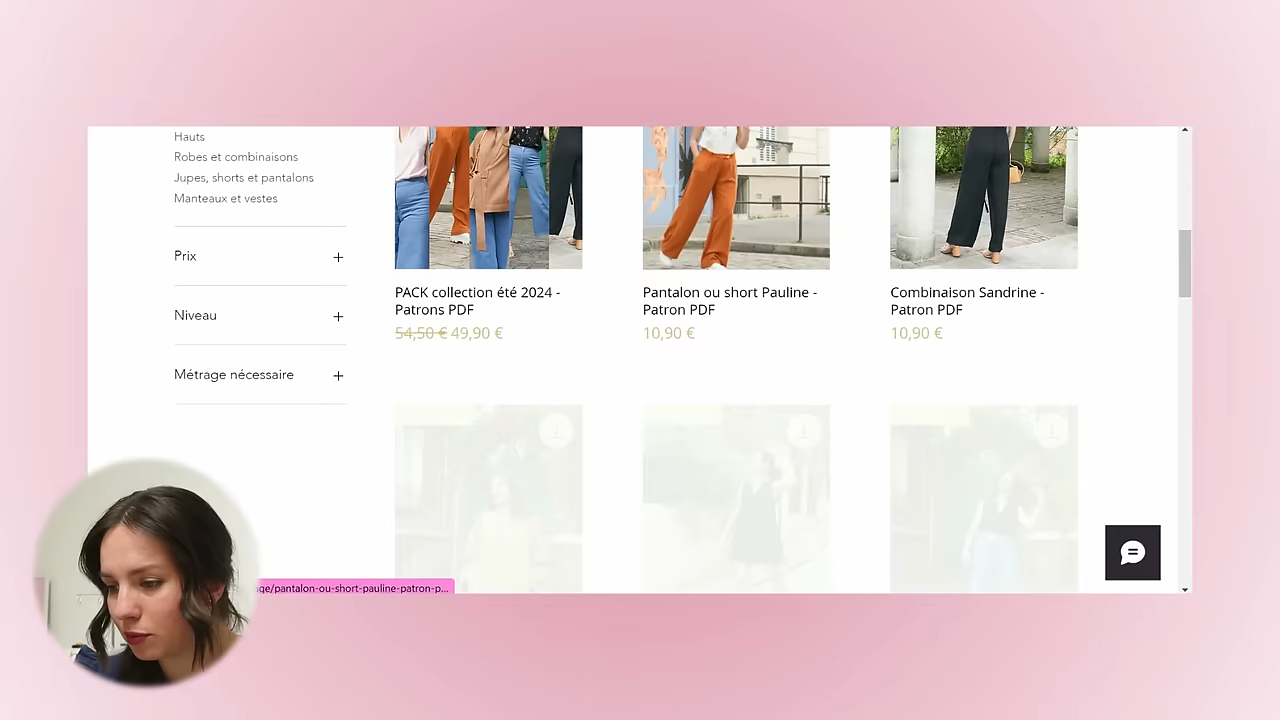 Hauts
Robes et combinaisons
Jupes, shorts et pantalons
Manteaux et vestes
Prix
Niveau
Métrage nécessaire
PACK collection été 2024 -
Patrons PDF
54,50 € 49,90 €
Pantalon ou short Pauline -
Patron PDF
10,90 €
Combinaison Sandrine -
Patron PDF
10,90 €
ge/pantalon-ou-short-pauline-patron-p...